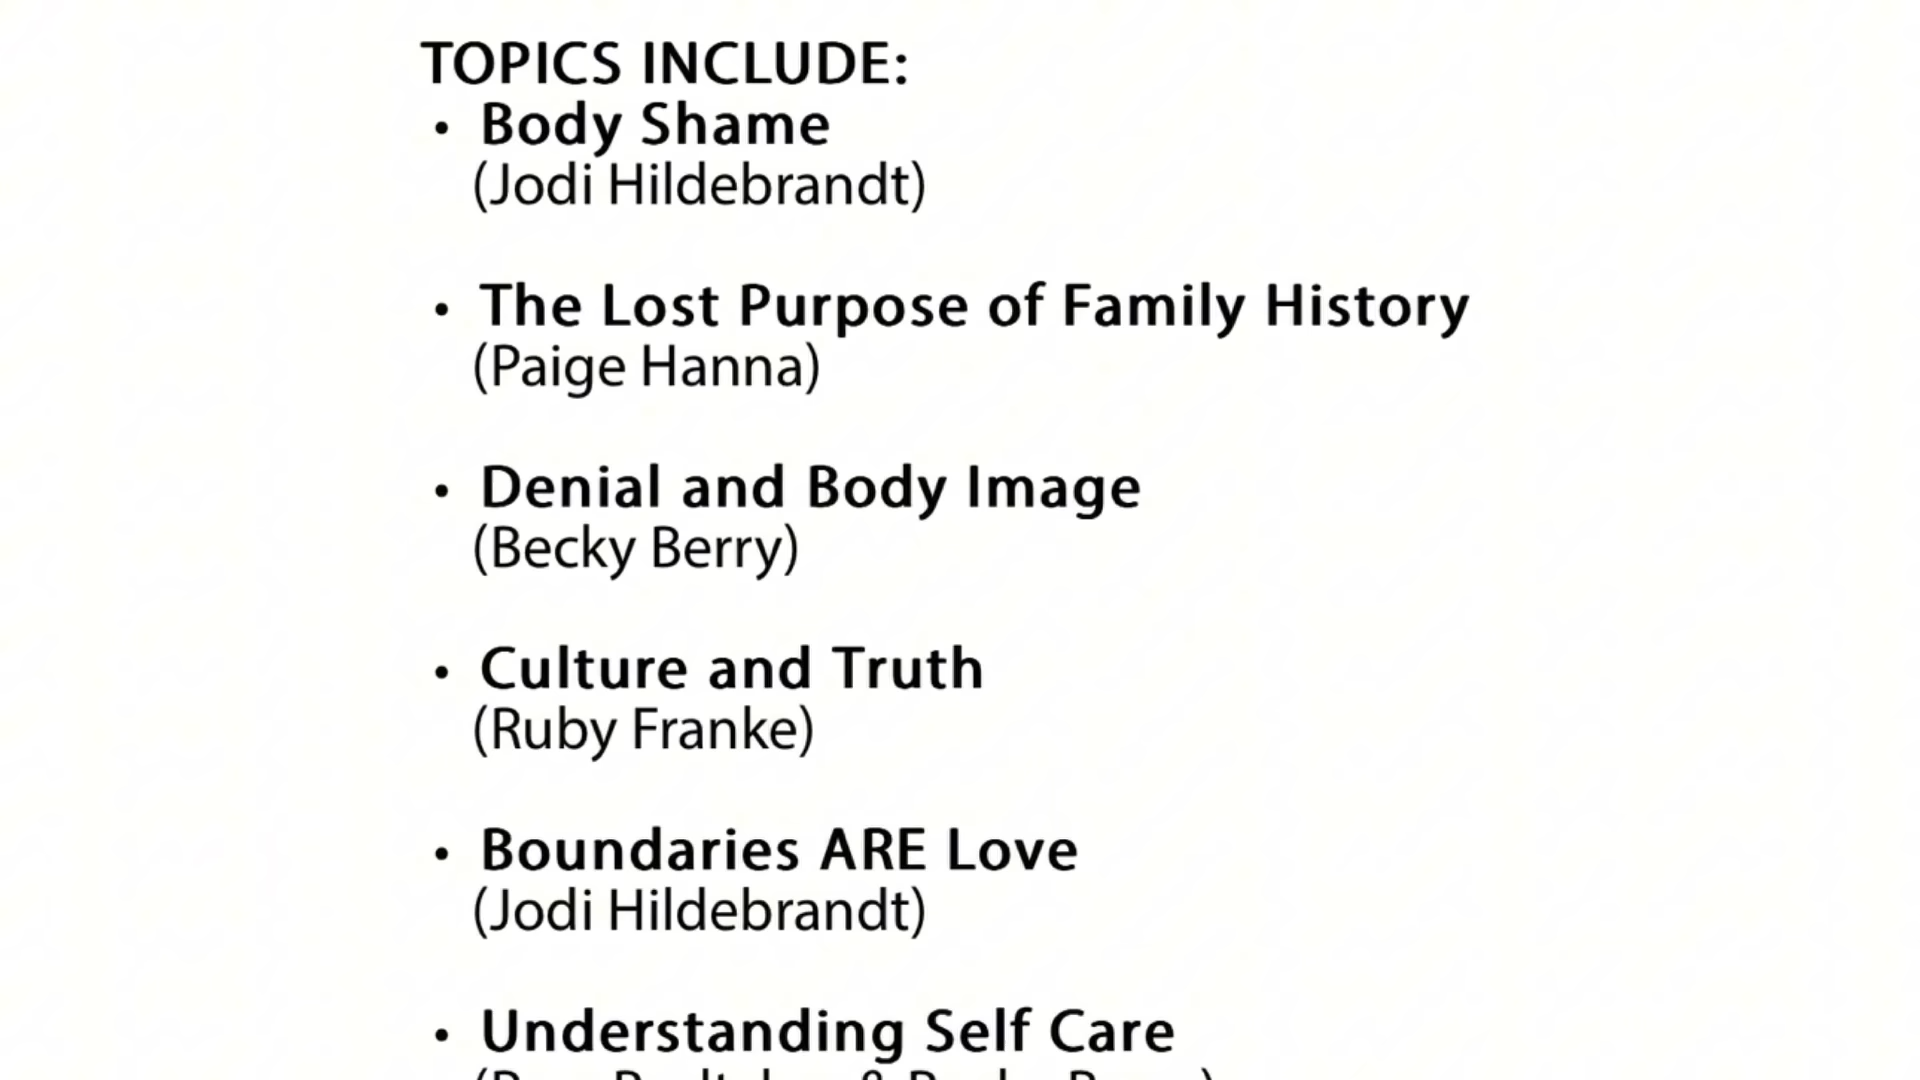 TOPICS INCLUDE:
• Body Shame
(Jodi Hildebrandt)
• The Lost Purpose of Family History
(Paige Hanna)
• Denial and Body Image
(Becky Berry)
• Culture and Truth
(Ruby Franke)
• Boundaries ARE Love
(Jodi Hildebrandt)
• Understanding Self Care